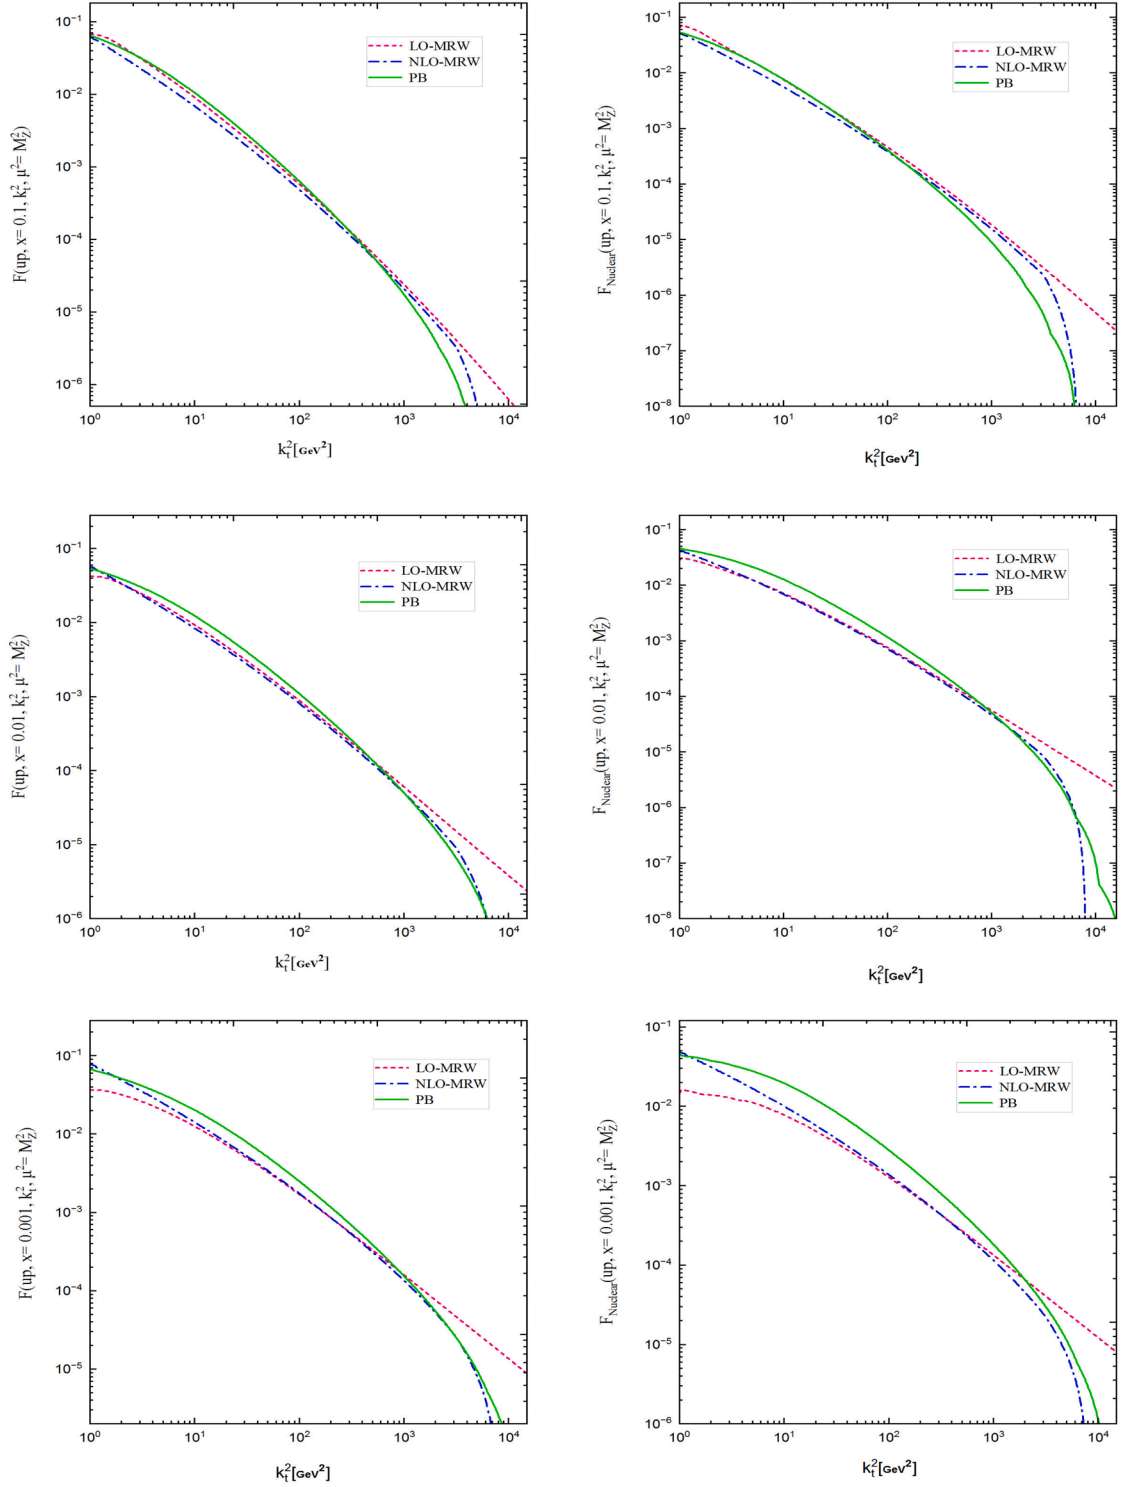 F(up, x= 0.1, k_t^2, μ^2= M_Z^2)
10^-1
10^-2
10^-3
10^-4
10^-5
10^-6
LO-MRW
NLO-MRW
PB
10^0 10^1 10^2 10^3 10^4
k_t^2[GeV^2]
F_Nuclear(up, x= 0.1, k_t^2, μ^2= M_Z^2)
10^-1
10^-2
10^-3
10^-4
10^-5
10^-6
10^-7
10^-8
LO-MRW
NLO-MRW
PB
10^0 10^1 10^2 10^3 10^4
k_t^2[GeV^2]
F(up, x= 0.01, k_t^2, μ^2= M_Z^2)
10^-1
10^-2
10^-3
10^-4
10^-5
10^-6
LO-MRW
NLO-MRW
PB
10^0 10^1 10^2 10^3 10^4
k_t^2[GeV^2]
F_Nuclear(up, x= 0.01, k_t^2, μ^2= M_Z^2)
10^-1
10^-2
10^-3
10^-4
10^-5
10^-6
10^-7
10^-8
LO-MRW
NLO-MRW
PB
10^0 10^1 10^2 10^3 10^4
k_t^2[GeV^2]
F(up, x= 0.001, k_t^2, μ^2= M_Z^2)
10^-1
10^-2
10^-3
10^-4
10^-5
LO-MRW
NLO-MRW
PB
10^0 10^1 10^2 10^3 10^4
k_t^2[GeV^2]
F_Nuclear(up, x= 0.001, k_t^2, μ^2= M_Z^2)
10^-1
10^-2
10^-3
10^-4
10^-5
10^-6
LO-MRW
NLO-MRW
PB
10^0 10^1 10^2 10^3 10^4
k_t^2[GeV^2]